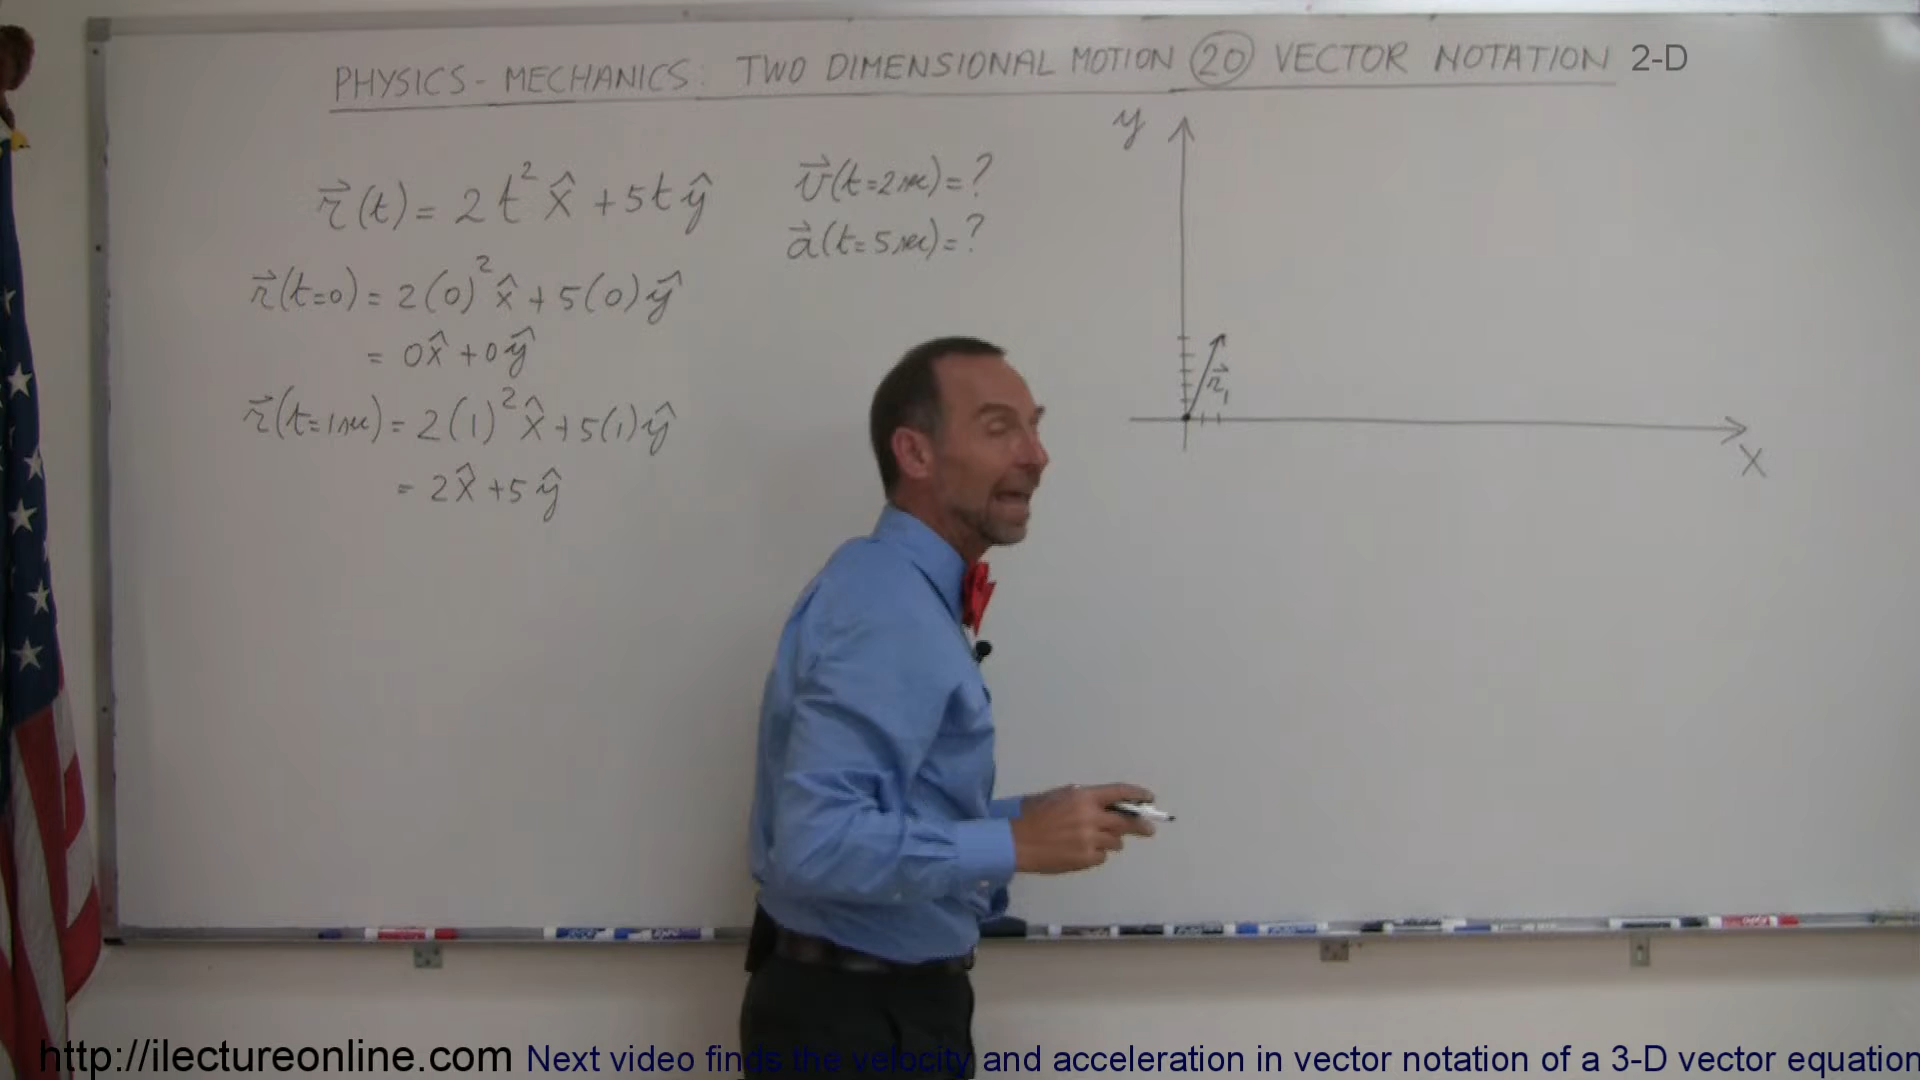 PHYSICS - MECHANICS: TWO DIMENSIONAL MOTION 20 VECTOR NOTATION 2-D
r⃗(t) = 2t² x̂ + 5t ŷ
v⃗(t=2sec)=?
a⃗(t=5sec)=?
r⃗(t=0) = 2(0)² x̂ + 5(0) ŷ
= 0x̂ + 0ŷ
r⃗(t=1sec) = 2(1)² x̂ + 5(1) ŷ
= 2x̂ + 5ŷ
y
r⃗₁
x
http://ilectureonline.com Next video finds the velocity and acceleration in vector notation of a 3-D vector equation